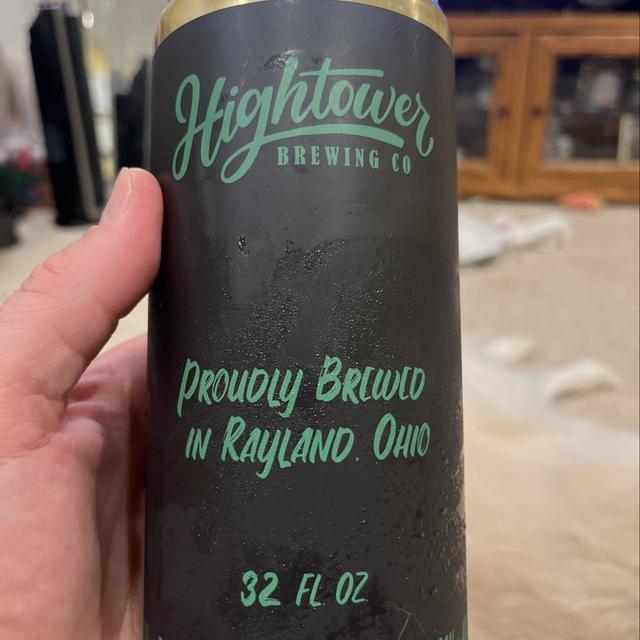 Hightower
BREWING CO
PROUDLY BREWED
IN RAYLAND, OHIO
32 FL OZ